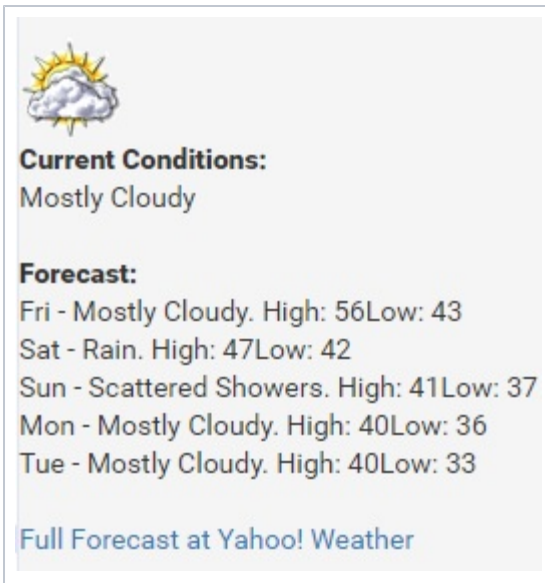 Current Conditions:
Mostly Cloudy
Forecast:
Fri - Mostly Cloudy. High: 56Low: 43
Sat - Rain. High: 47Low: 42
Sun - Scattered Showers. High: 41Low: 37
Mon - Mostly Cloudy. High: 40Low: 36
Tue - Mostly Cloudy. High: 40Low: 33
Full Forecast at Yahoo! Weather